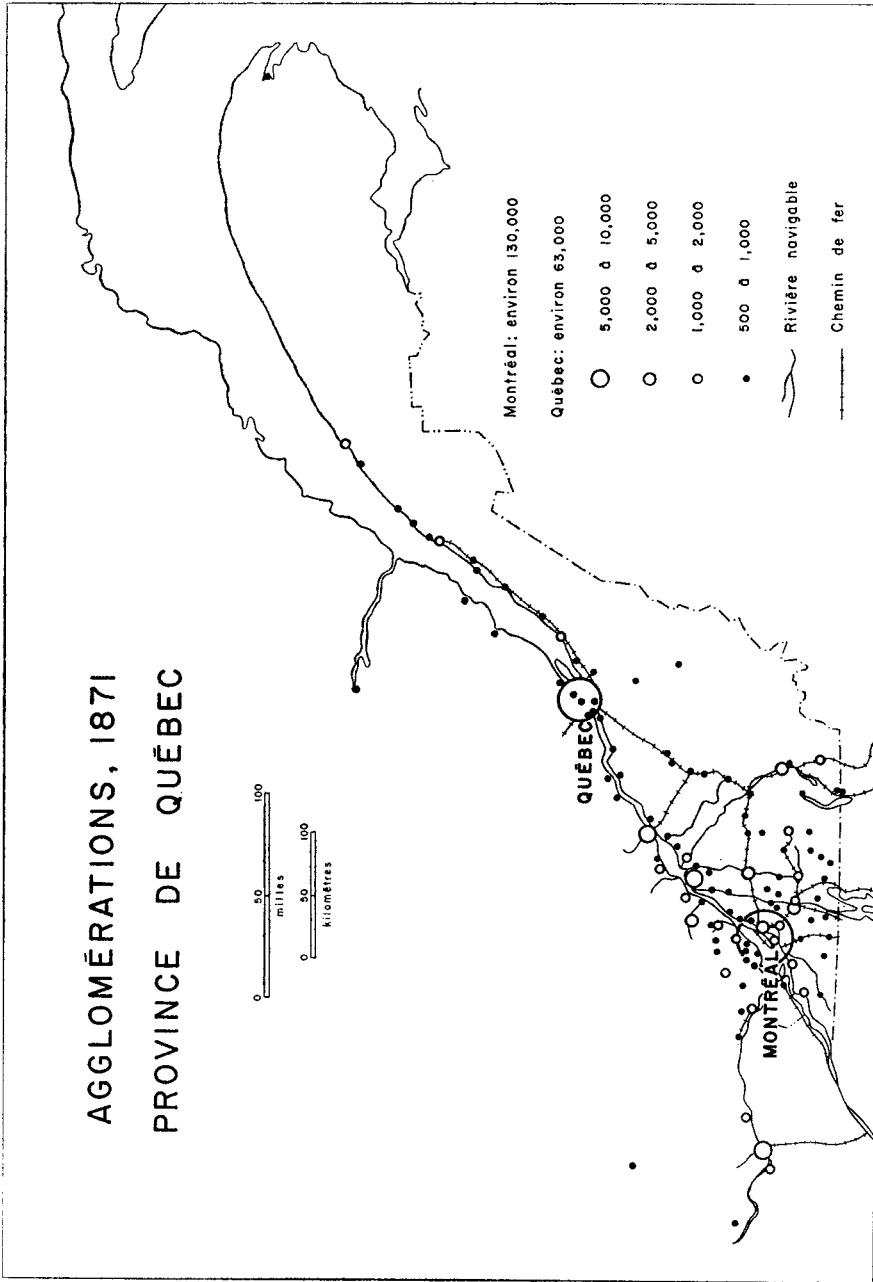 AGGLOMÉRATIONS, 1871
PROVINCE DE QUÉBEC
0 50 100
milles
0 50 100
kilomètres
QUÉBEC
MONTRÉAL
Montréal: environ 130,000
Québec: environ 63,000
5,000 à 10,000
2,000 à 5,000
1,000 à 2,000
500 à 1,000
Rivière navigable
Chemin de fer